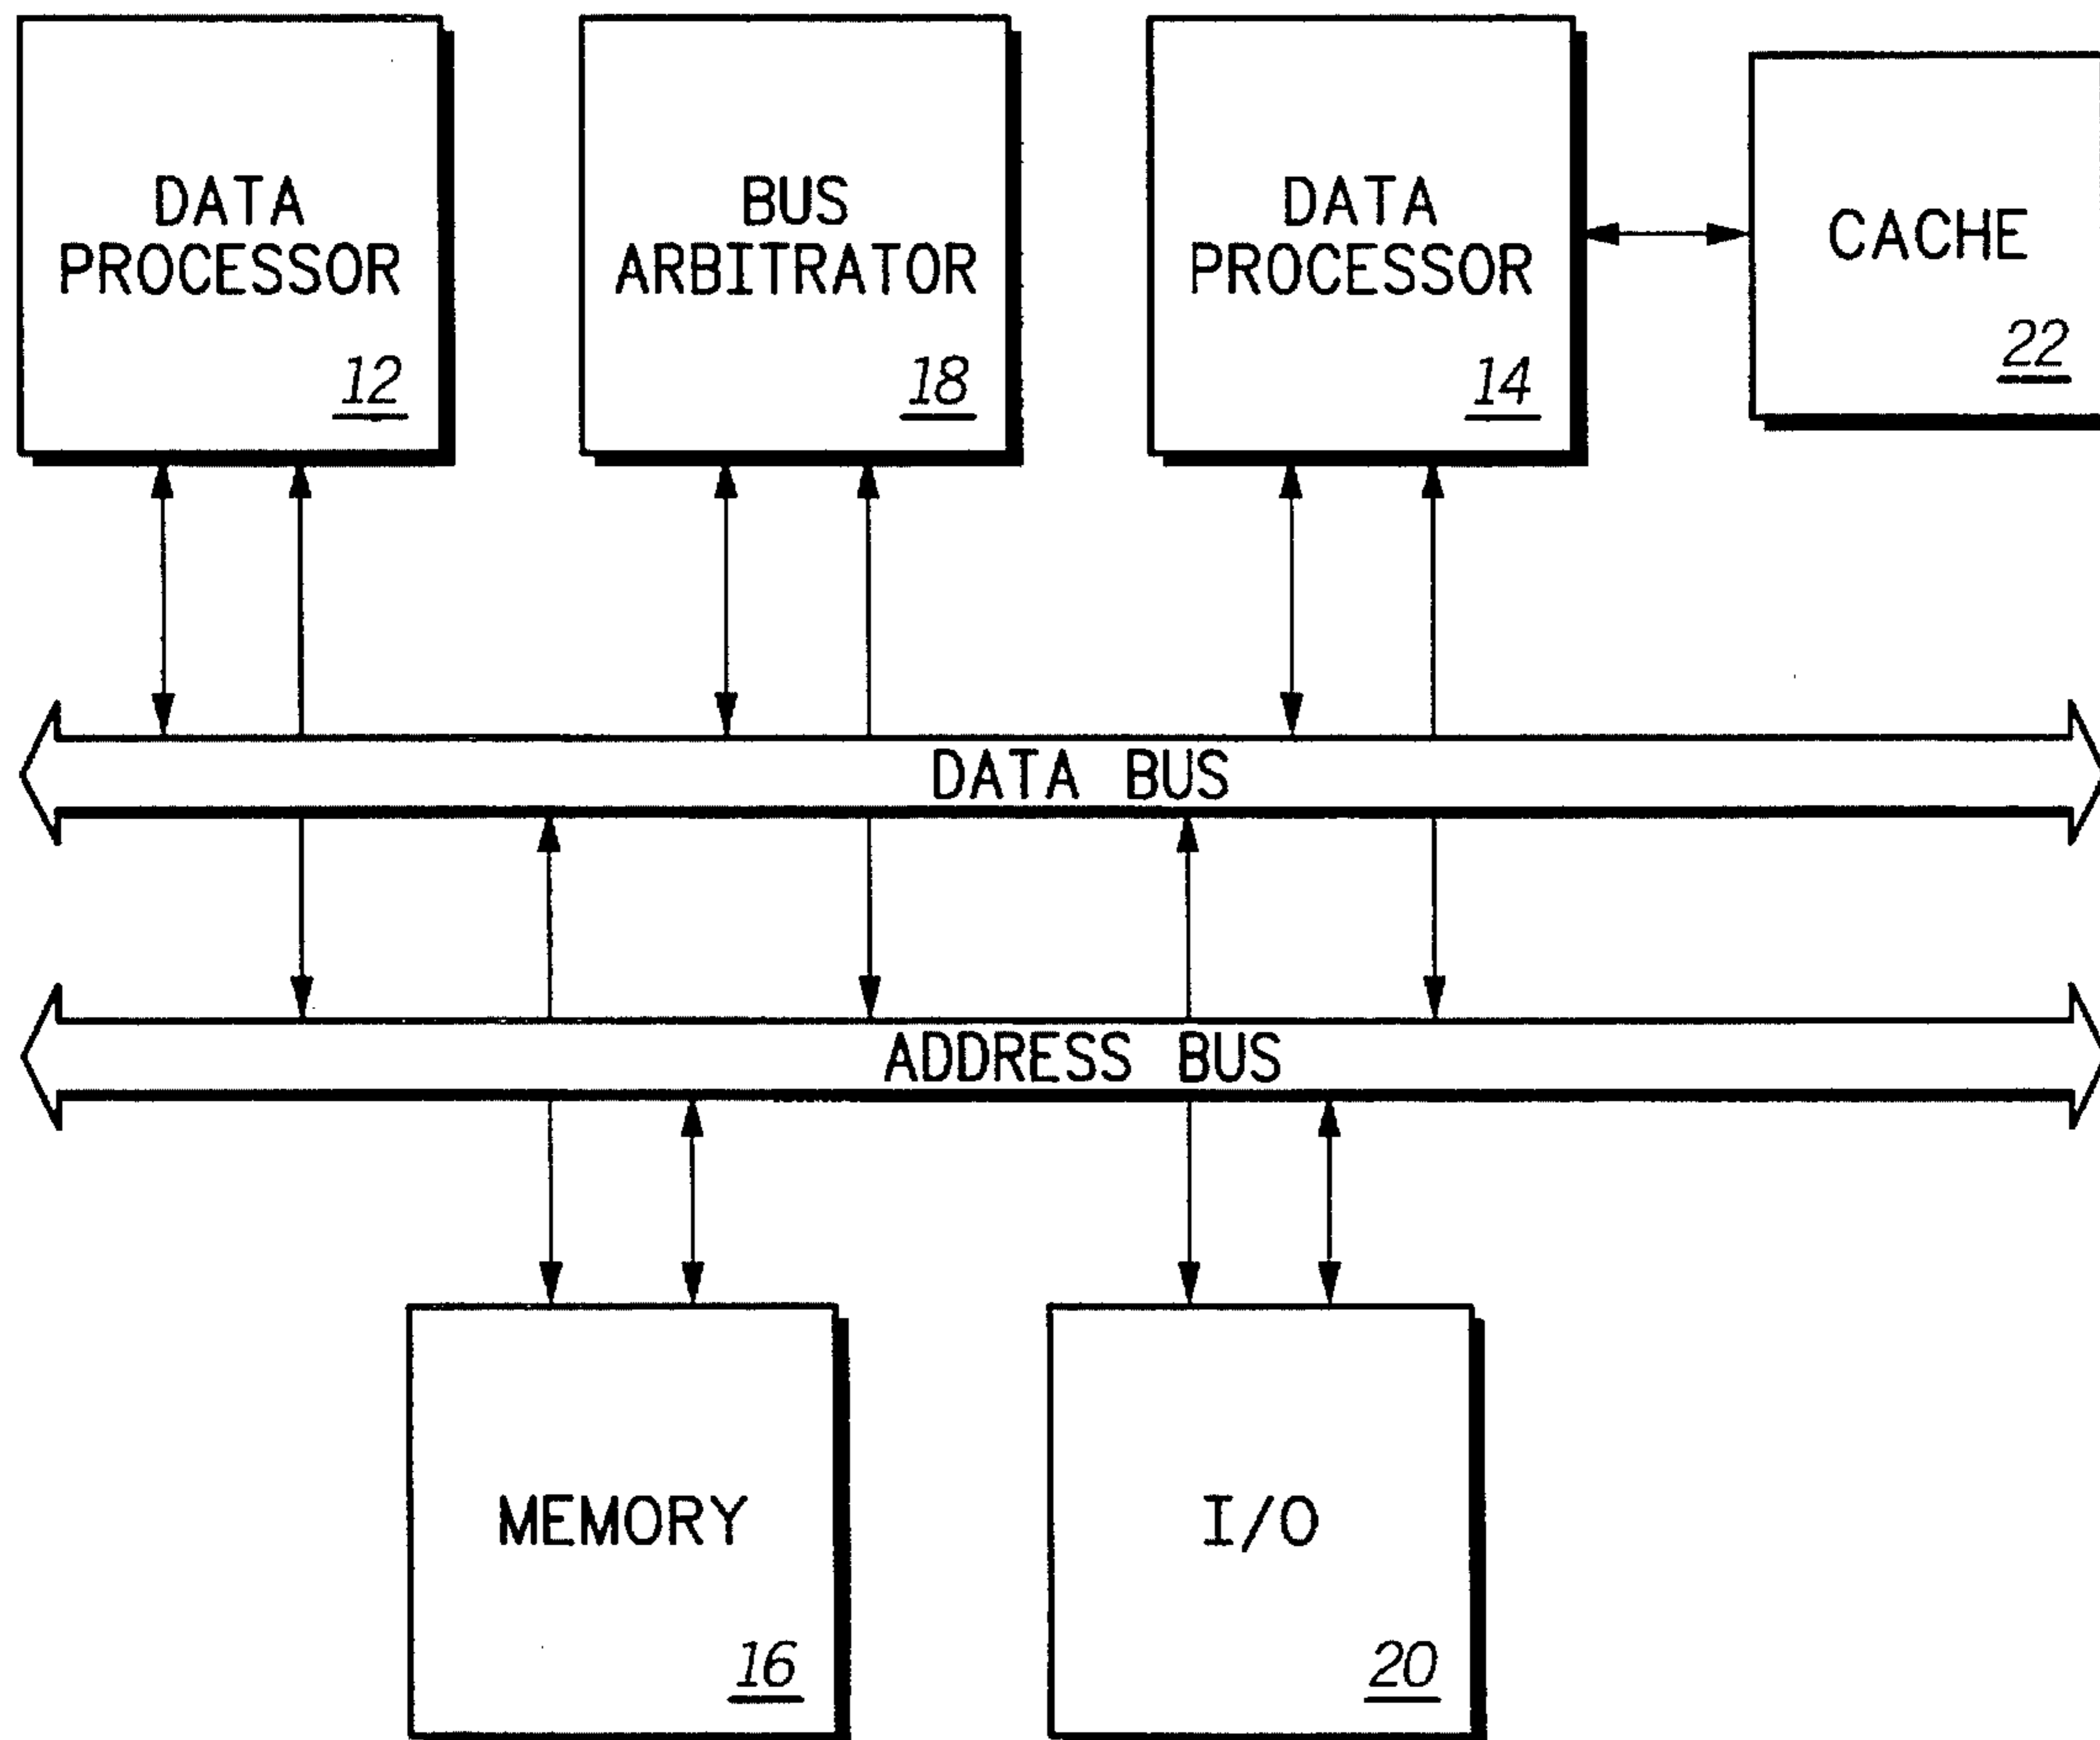 DATA
PROCESSOR
12
BUS
ARBITRATOR
18
DATA
PROCESSOR
14
CACHE
22
DATA BUS
ADDRESS BUS
MEMORY
16
I/O
20